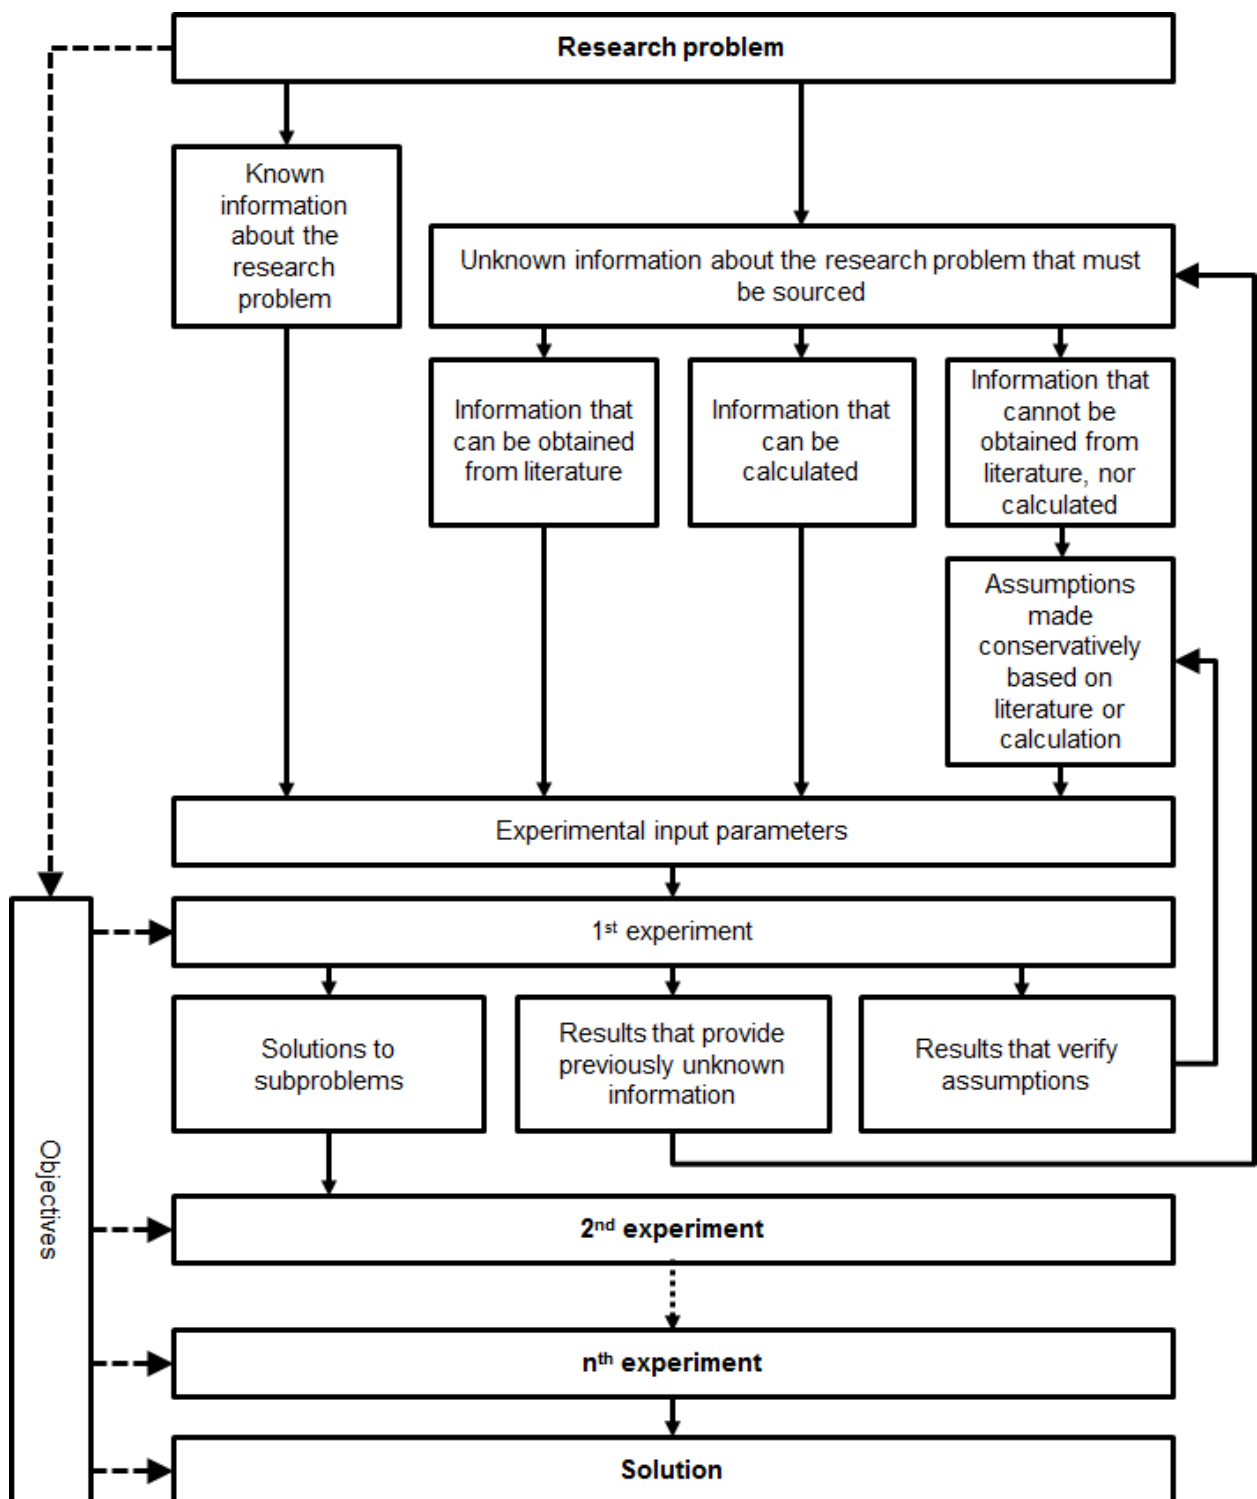 Research problem
Known
information
about the
research
problem
Unknown information about the research problem that must
be sourced
Information that
can be obtained
from literature
Information that
can be
calculated
Information that
cannot be
obtained from
literature, nor
calculated
Assumptions
made
conservatively
based on
literature or
calculation
Experimental input parameters
1st experiment
Solutions to
subproblems
Results that provide
previously unknown
information
Results that verify
assumptions
Objectives
2nd experiment
nth experiment
Solution